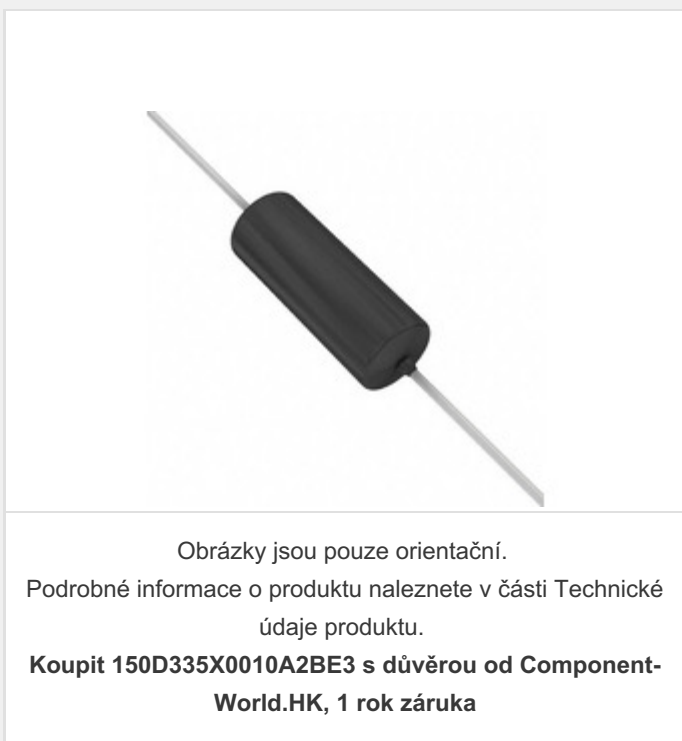 Obrázky jsou pouze orientační.
Podrobné informace o produktu naleznete v části Technické
údaje produktu.
Koupit 150D335X0010A2BE3 s důvěrou od Component-
World.HK, 1 rok záruka